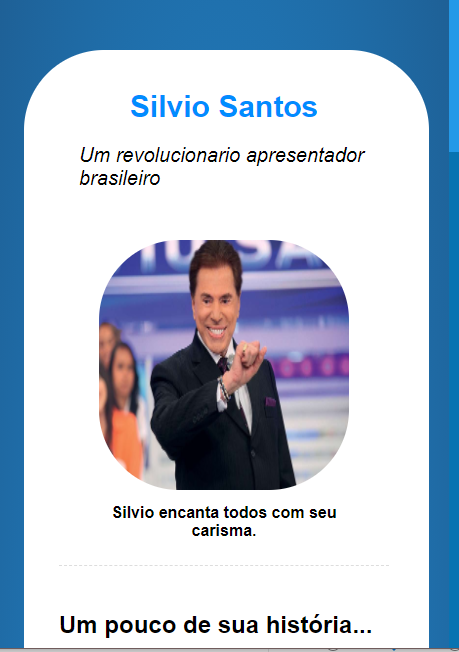 Silvio Santos
Um revolucionario apresentador
brasileiro
Silvio encanta todos com seu
carisma.
Um pouco de sua história...